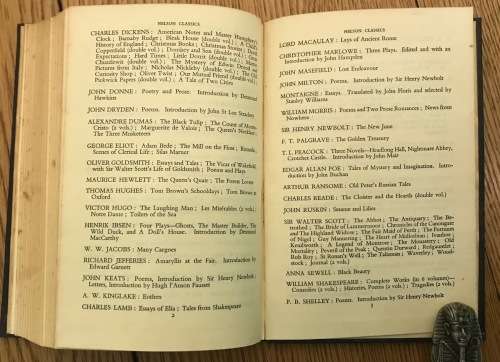 NELSON CLASSICS
CHARLES DICKENS: American Notes and Master Humphrey's
Clock; Barnaby Rudge; Bleak House (double vol.); A Child's
History of England; Christmas Books; Christmas Stories; David
Copperfield (double vol.); Dombey and Son (double vol.); Great
Expectations; Hard Times; Little Dorrit (double vol.); Martin
Chuzzlewit (double vol.); The Mystery of Edwin Drood and
Pictures from Italy; Nicholas Nickleby (double vol.); The Old
Curiosity Shop; Oliver Twist; Our Mutual Friend (double vol.);
Pickwick Papers (double vol.); A Tale of Two Cities
JOHN DONNE: Poetry and Prose. Introduction by Desmond
Hawkins
JOHN DRYDEN: Poems. Introduction by John St Loe Strachey
ALEXANDRE DUMAS: The Black Tulip; The Count of Monte-
Cristo (2 vols.); Marguerite de Valois; The Queen's Necklace;
The Three Musketeers
GEORGE ELIOT: Adam Bede; The Mill on the Floss; Romola;
Scenes of Clerical Life; Silas Marner
OLIVER GOLDSMITH: Essays and Tales; The Vicar of Wakefield,
with Sir Walter Scott's Life of Goldsmith; Poems and Plays
MAURICE HEWLETT: The Queen's Quair; The Forest Lovers
THOMAS HUGHES: Tom Brown's Schooldays; Tom Brown at
Oxford
VICTOR HUGO: The Laughing Man; Les Misérables (2 vols.);
Notre Dame; Toilers of the Sea
HENRIK IBSEN: Four Plays—Ghosts, The Master Builder, The
Wild Duck, and A Doll's House. Introduction by Desmond
MacCarthy
W. W. JACOBS: Many Cargoes
RICHARD JEFFERIES: Amaryllis at the Fair. Introduction by
Edward Garnett
JOHN KEATS: Poems, Introduction by Sir Henry Newbolt;
Letters, Introduction by Hugh I'Anson Fausset
A. W. KINGLAKE: Eothen
CHARLES LAMB: Essays of Elia; Tales from Shakespeare
2
NELSON CLASSICS
LORD MACAULAY: Lays of Ancient Rome
CHRISTOPHER MARLOWE: Three Plays. Edited and with an
Introduction by John Hampden
JOHN MASEFIELD: Lost Endeavour
JOHN MILTON: Poems. Introduction by Sir Henry Newbolt
MONTAIGNE: Essays. Translated by John Florio and selected by
Stanley Williams
WILLIAM MORRIS: Poems and Two Prose Romances; News from
Nowhere
SIR HENRY NEWBOLT: The New June
F. T. PALGRAVE: The Golden Treasury
T. L. PEACOCK: Three Novels—Headlong Hall, Nightmare Abbey,
Crotchet Castle. Introduction by John Mair
EDGAR ALLAN POE: Tales of Mystery and Imagination. Introduction by John
Buchan
ARTHUR RANSOME: Old Peter's Russian Tales
CHARLES READE: The Cloister and the Hearth (double vol.)
JOHN RUSKIN: Sesame and Lilies
SIR WALTER SCOTT: The Abbot; The Antiquary; The Betrothed;
The Bride of Lammermoor; Chronicles of the Canongate
and The Highland Widow; The Fair Maid of Perth; The Fortunes
of Nigel; Guy Mannering; The Heart of Midlothian; Ivanhoe;
Kenilworth; A Legend of Montrose; The Monastery; Old
Mortality; Peveril of the Peak; Quentin Durward; Redgauntlet;
Rob Roy; St Ronan's Well; The Talisman; Waverley; Woodstock;
Journal (2 vols.)
ANNA SEWELL: Black Beauty
WILLIAM SHAKESPEARE: Complete Works (in 6 volumes)—
Comedies (2 vols.); Histories, Poems (2 vols.); Tragedies (2 vols.)
P. B. SHELLEY: Poems. Introduction by Sir Henry Newbolt
3